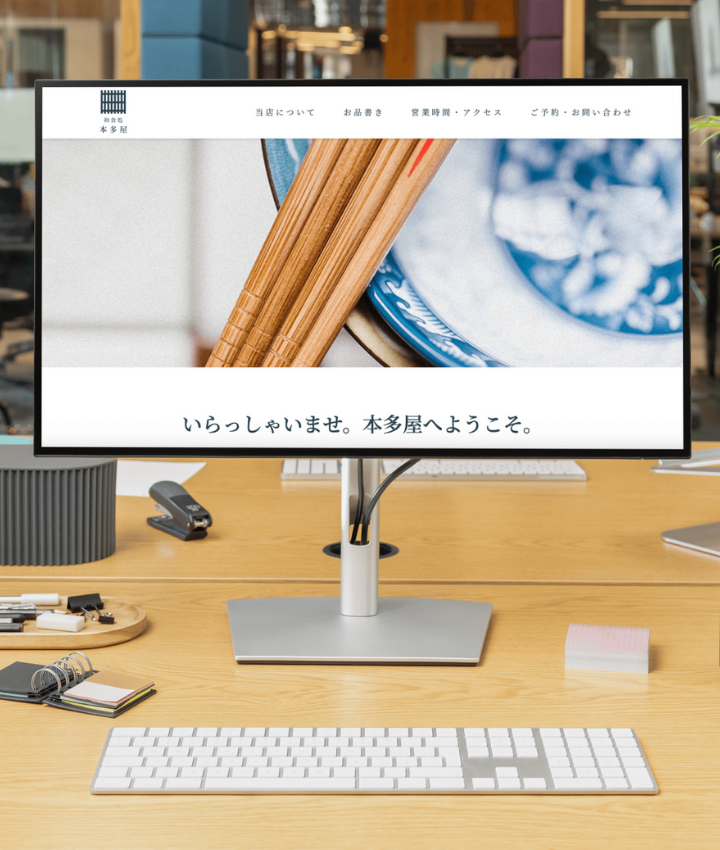 和食処
本多屋
当店について
お品書き
営業時間・アクセス
ご予約・お問い合わせ
いらっしゃいませ。本多屋へようこそ。